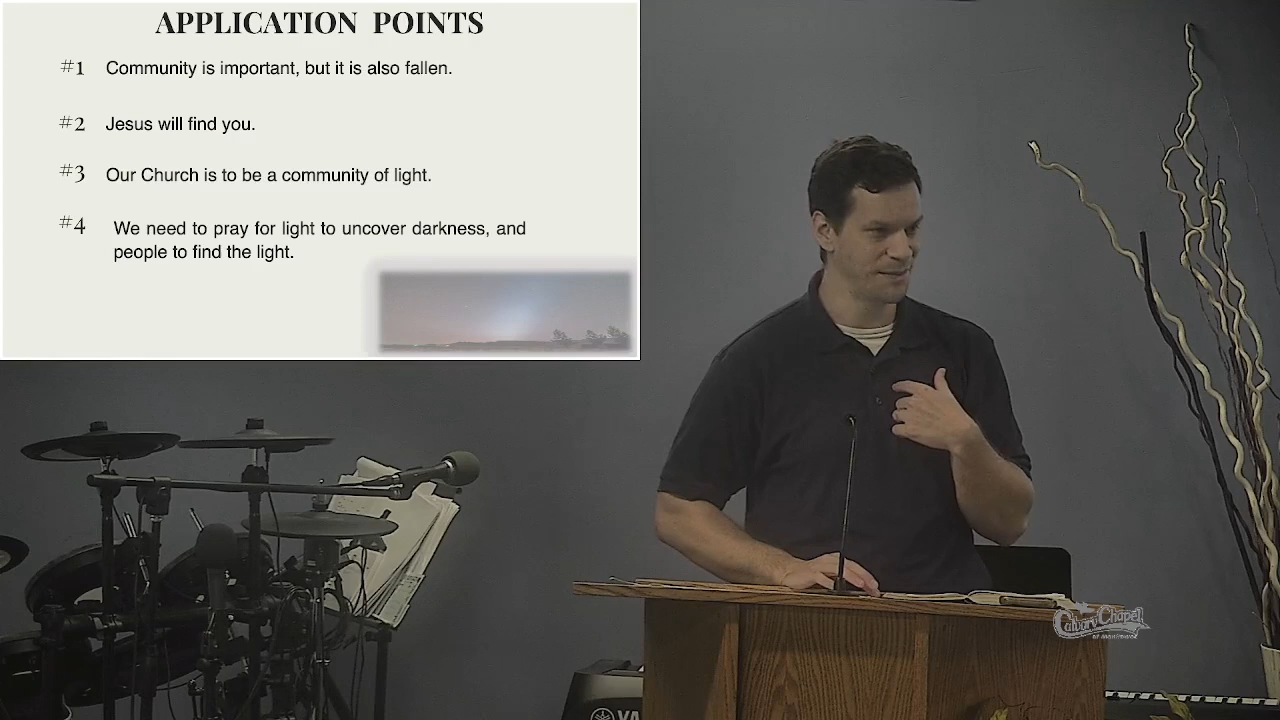 APPLICATION POINTS
#1 Community is important, but it is also fallen.
#2 Jesus will find you.
#3 Our Church is to be a community of light.
#4 We need to pray for light to uncover darkness, and
people to find the light.
Calvary Chapel
YA